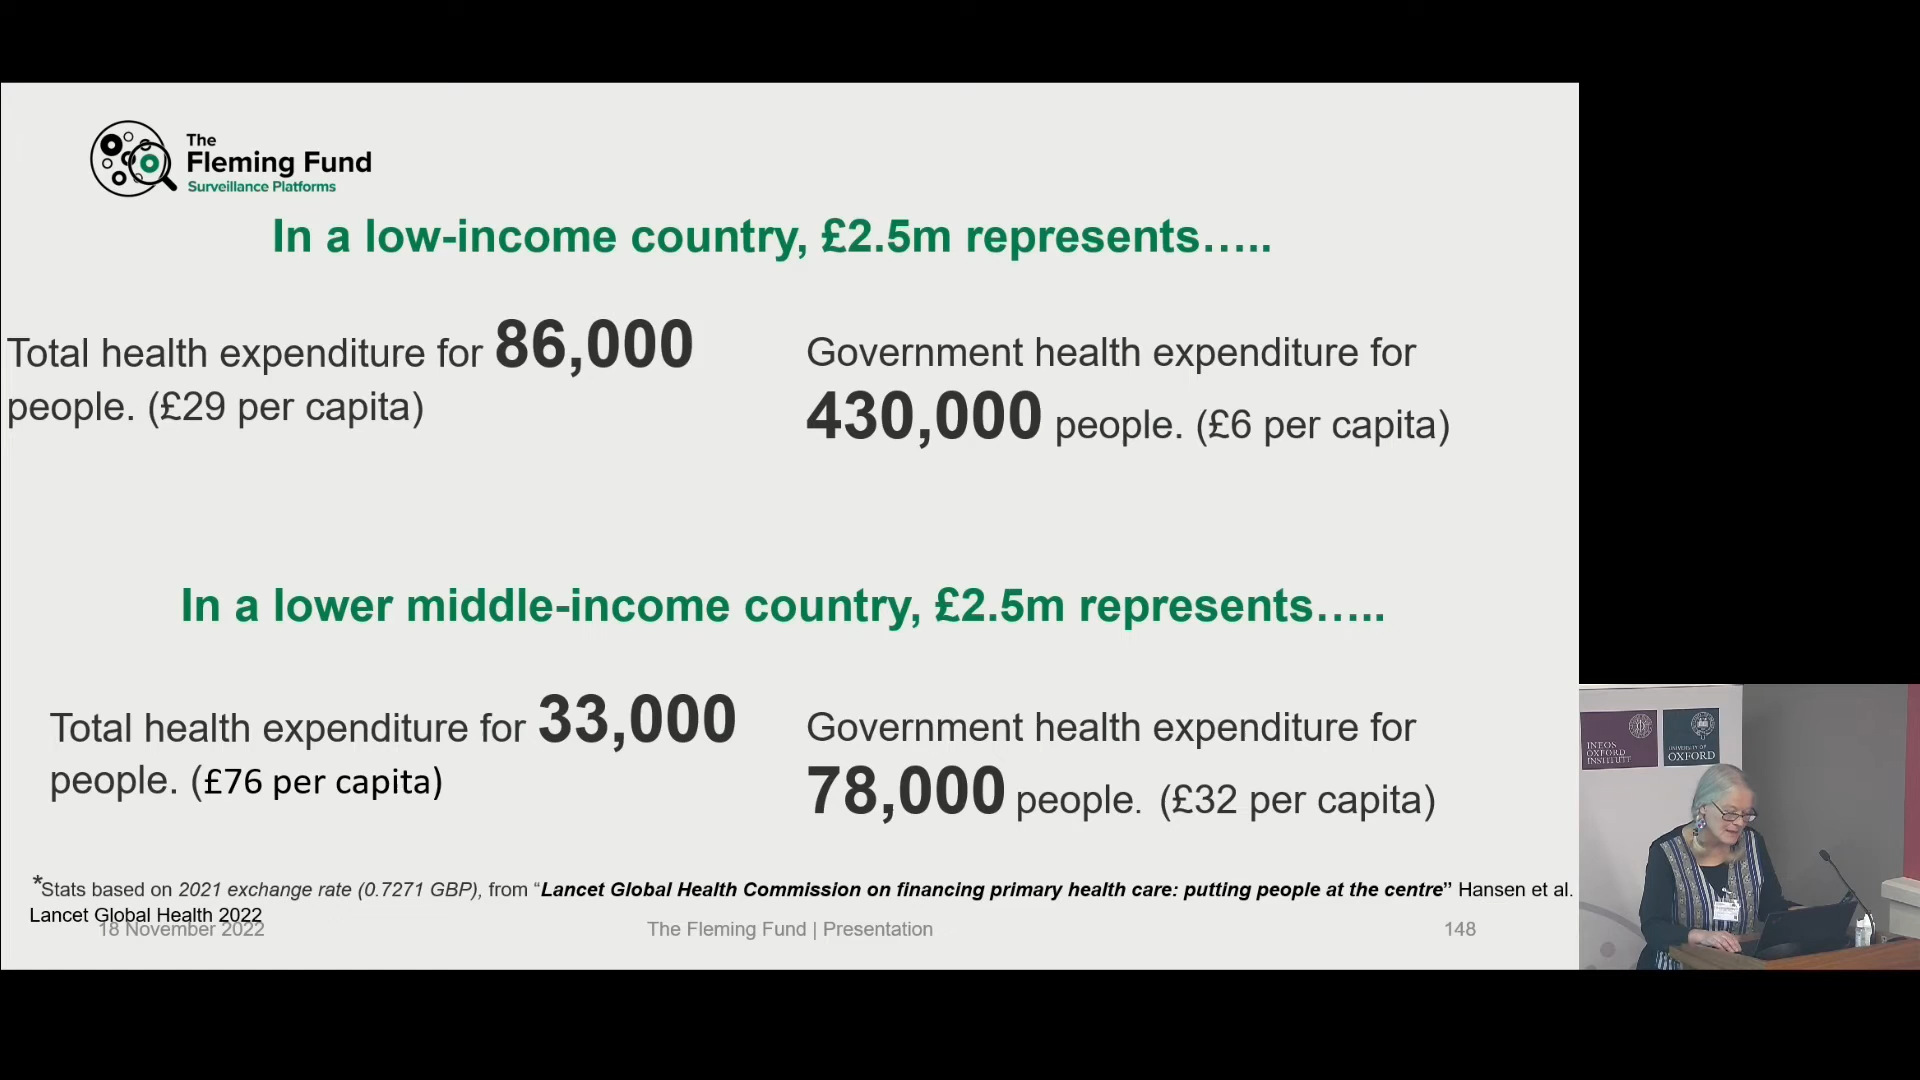 The
Fleming Fund
Surveillance Platforms
In a low-income country, £2.5m represents…..
Total health expenditure for 86,000
people. (£29 per capita)
Government health expenditure for
430,000 people. (£6 per capita)
In a lower middle-income country, £2.5m represents…..
Total health expenditure for 33,000
people. (£76 per capita)
Government health expenditure for
78,000 people. (£32 per capita)
*Stats based on 2021 exchange rate (0.7271 GBP), from “Lancet Global Health Commission on financing primary health care: putting people at the centre” Hansen et al.
Lancet Global Health 2022
18 November 2022
The Fleming Fund | Presentation
148
INEOS
OXFORD
INSTITUTE
UNIVERSITY OF
OXFORD